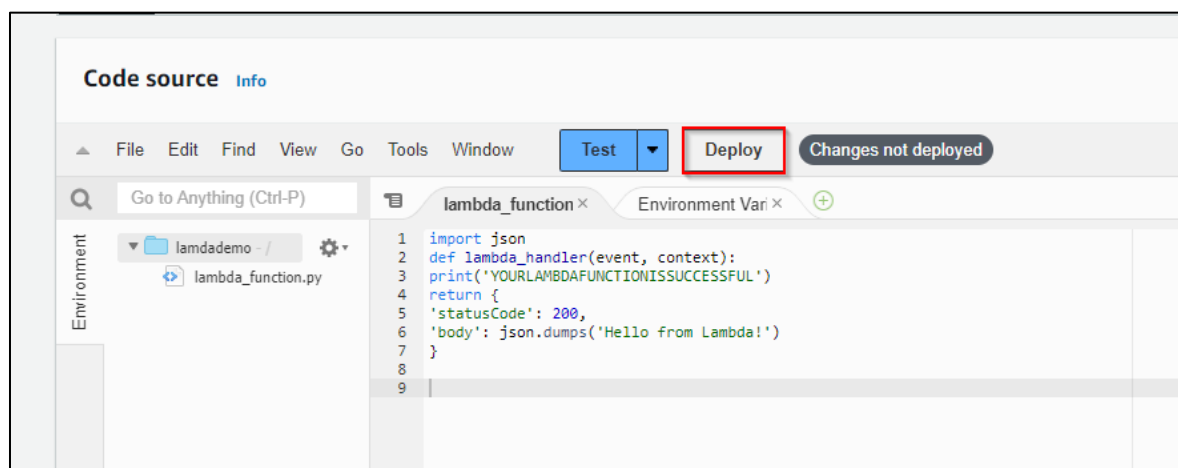 Code source Info
File Edit Find View Go Tools Window Test Deploy Changes not deployed
Go to Anything (Ctrl-P) lambda_function × Environment Vari ×
Environment
lamdademo - /
lambda_function.py
1 import json
2 def lambda_handler(event, context):
3 print('YOURLAMBDAFUNCTIONISSUCCESSFUL')
4 return {
5 'statusCode': 200,
6 'body': json.dumps('Hello from Lambda!')
7 }
8
9